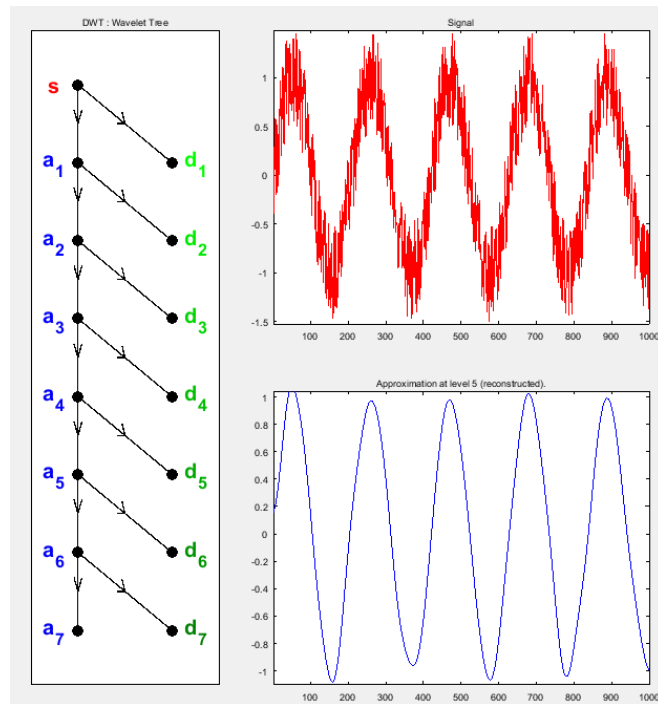 DWT : Wavelet Tree
s
a1 d1
a2 d2
a3 d3
a4 d4
a5 d5
a6 d6
a7 d7
Signal
1
0.5
0
-0.5
-1
-1.5
100 200 300 400 500 600 700 800 900 1000
Approximation at level 5 (reconstructed).
1
0.8
0.6
0.4
0.2
0
-0.2
-0.4
-0.6
-0.8
-1
100 200 300 400 500 600 700 800 900 1000